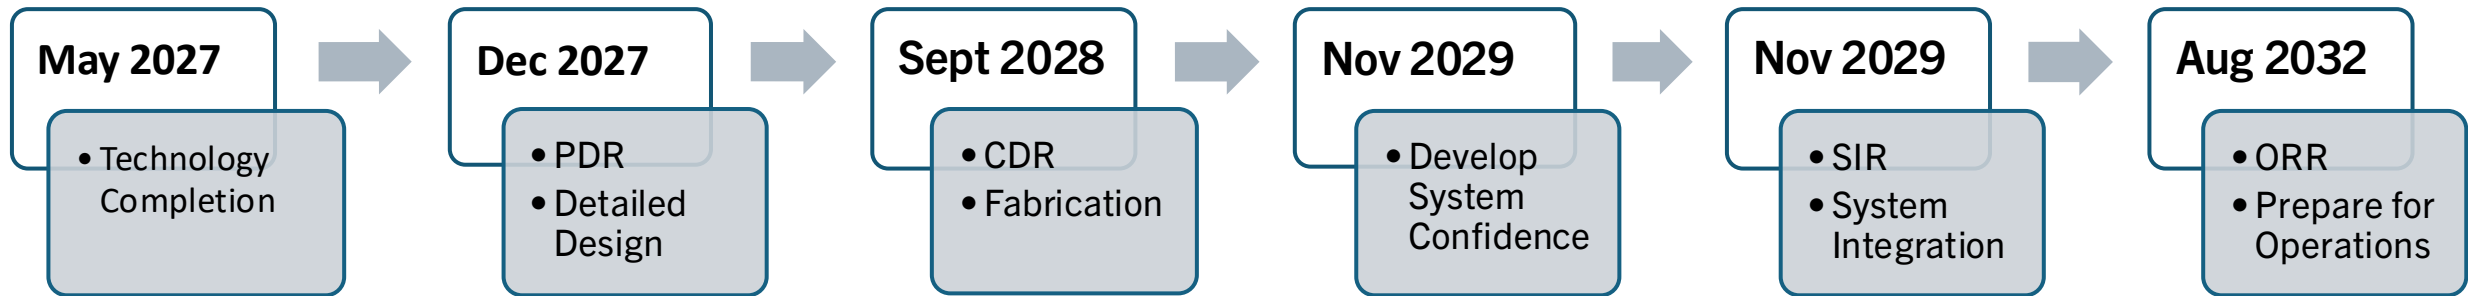 May 2027
• Technology
Completion
Dec 2027
• PDR
• Detailed
Design
Sept 2028
• CDR
• Fabrication
Nov 2029
• Develop
System
Confidence
Nov 2029
• SIR
• System
Integration
Aug 2032
• ORR
• Prepare for
Operations